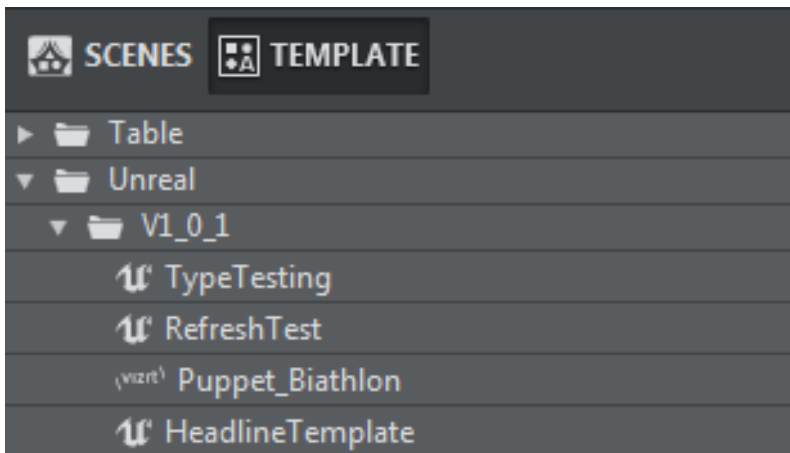 SCENES TEMPLATE
Table
Unreal
V1_0_1
TypeTesting
RefreshTest
vizrt Puppet_Biathlon
HeadlineTemplate